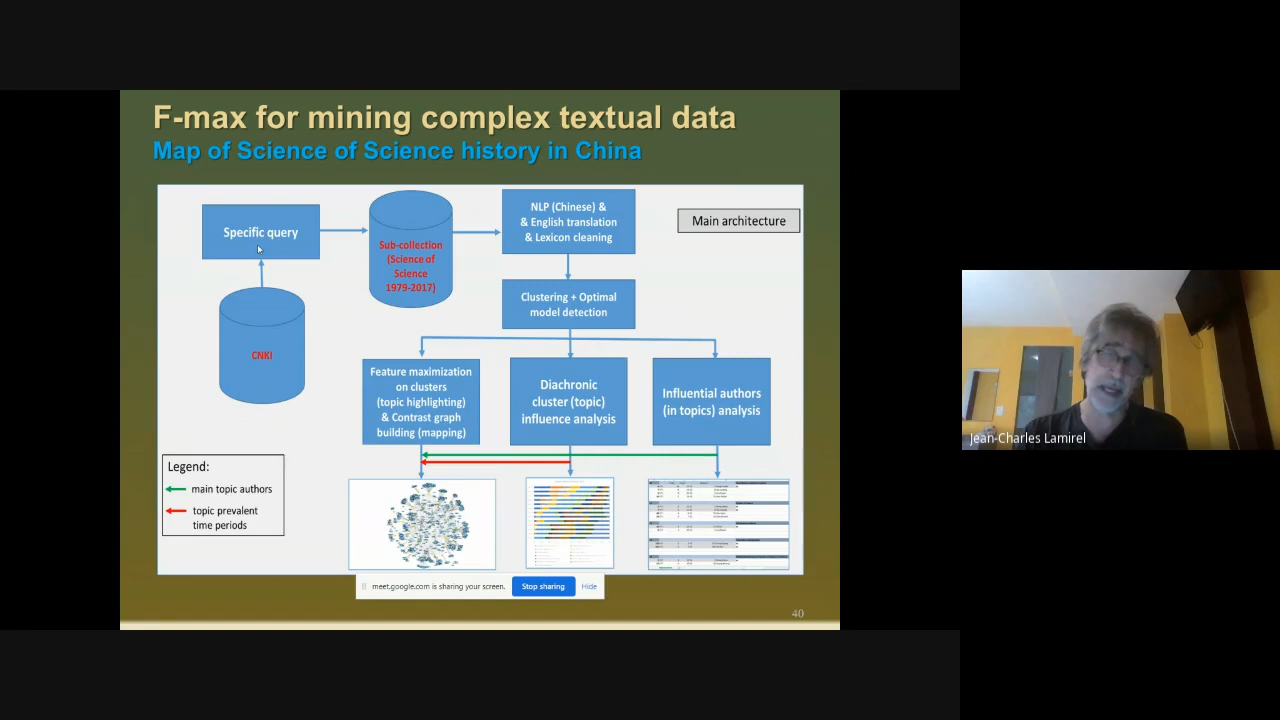 F-max for mining complex textual data
Map of Science of Science history in China
Specific query
Sub-collection
(Science of
Science
1979-2017)
NLP (Chinese) &
& English translation
& Lexicon cleaning
Main architecture
CNKI
Clustering + Optimal
model detection
Feature maximization
on clusters
(topic highlighting)
& Contrast graph
building (mapping)
Diachronic
cluster (topic)
influence analysis
Influential authors
(in topics) analysis
Legend:
main topic authors
topic prevalent
time periods
meet.google.com is sharing your screen.
Stop sharing
Hide
40
Jean-Charles Lamirel